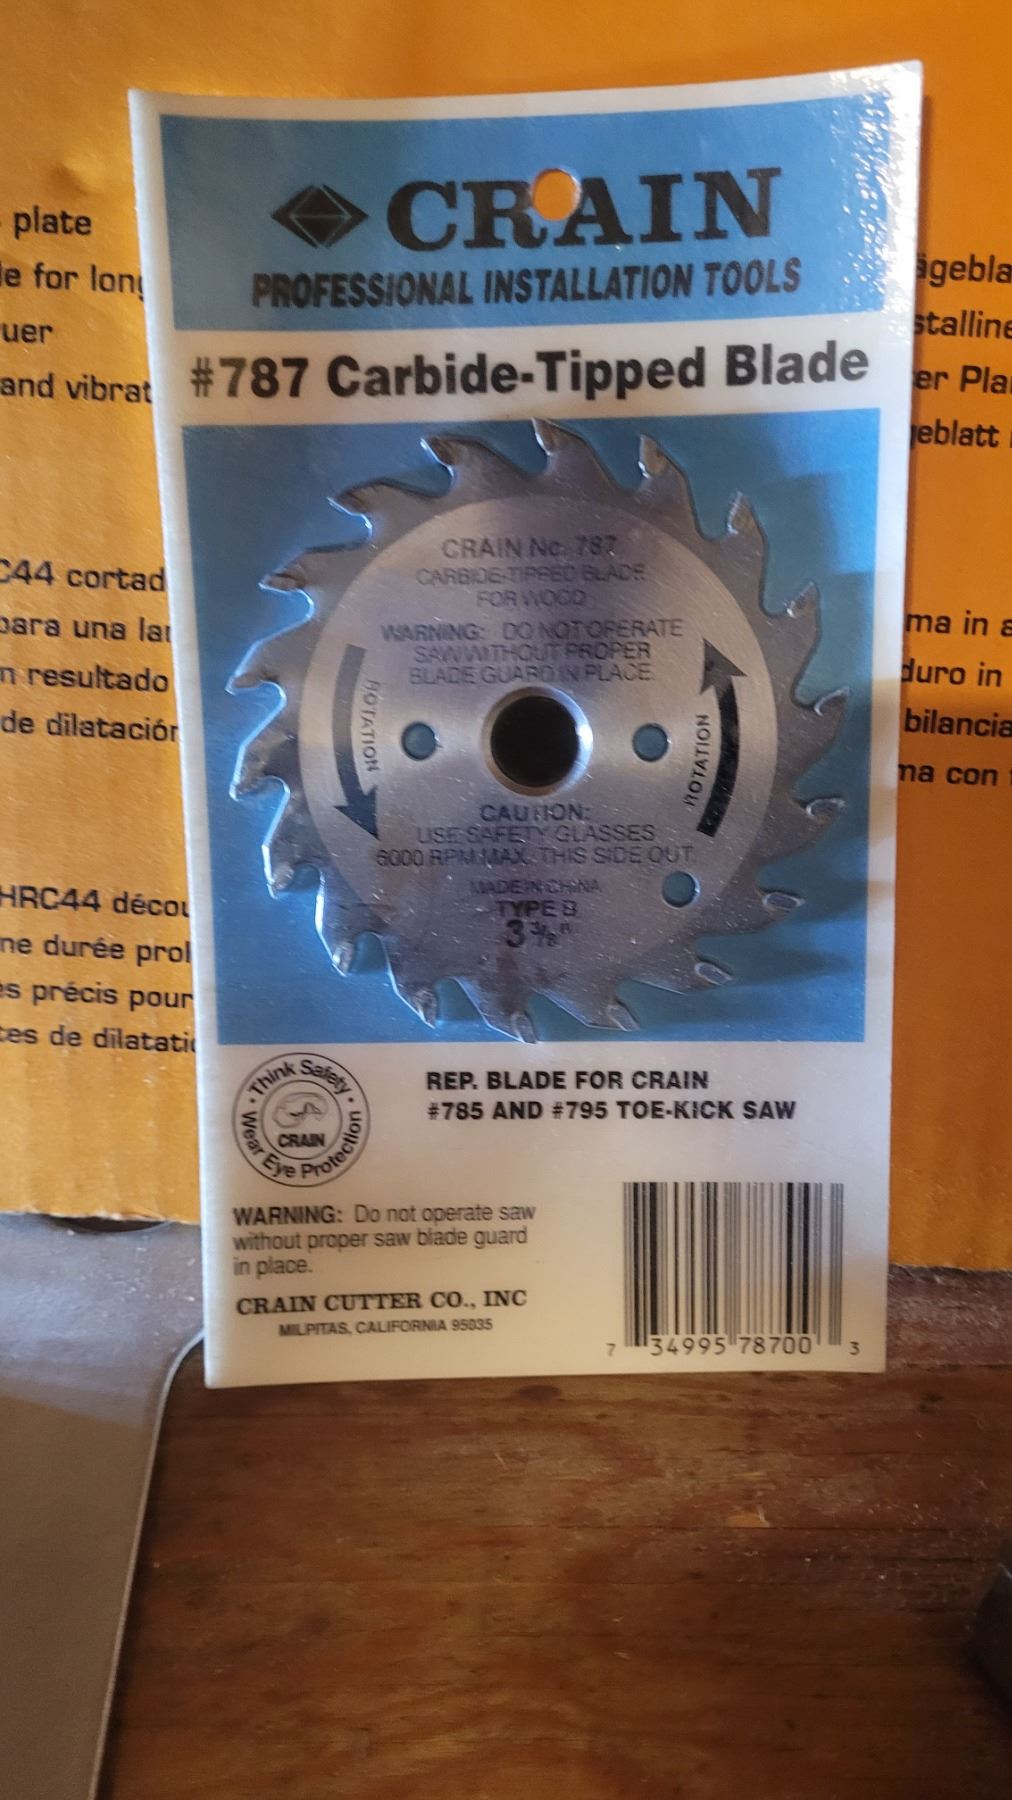 CRAIN
PROFESSIONAL INSTALLATION TOOLS
#787 Carbide-Tipped Blade
CRAIN No. 787
CARBIDE-TIPPED BLADE
FOR WOOD
WARNING: DO NOT OPERATE
SAW WITHOUT PROPER
BLADE GUARD IN PLACE.
ROTATION
ROTATION
CAUTION:
USE SAFETY GLASSES
6000 RPM MAX. THIS SIDE OUT
MADE IN CHINA
TYPE B
3 3/8"
Think Safety
CRAIN
Wear Eye Protection
REP. BLADE FOR CRAIN
#785 AND #795 TOE-KICK SAW
WARNING: Do not operate saw
without proper saw blade guard
in place.
CRAIN CUTTER CO., INC
MILPITAS, CALIFORNIA 95035
7 34995 78700 3
plate
for long
and vibrat
C44 cortad
para una lar
resultado
de dilatación
HRC44 décou
ne durée prol
précis pour
de dilatati
geblatt
ma in a
duro in
bilancia
ma con